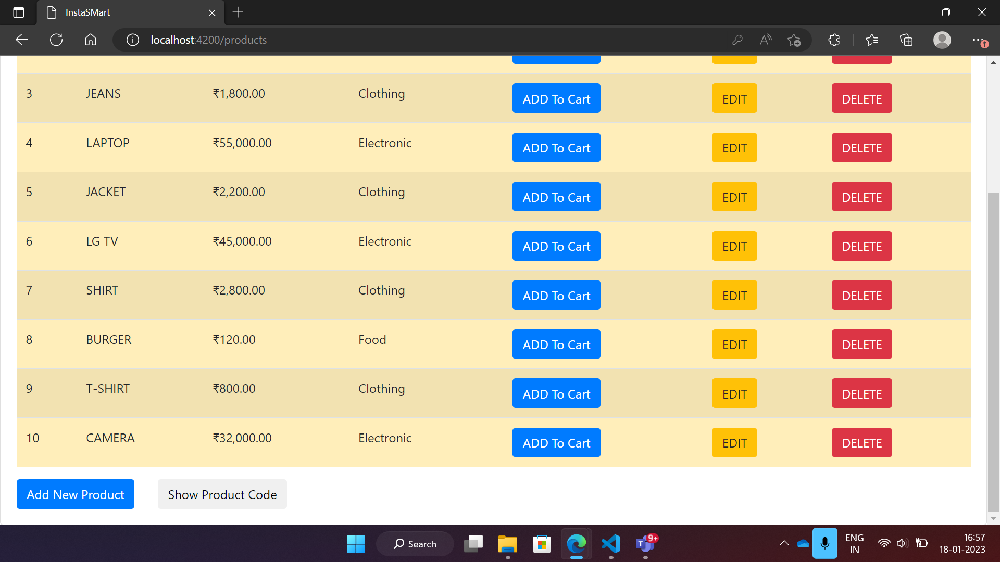 InstaSMart
localhost:4200/products
3 JEANS ₹1,800.00 Clothing ADD To Cart EDIT DELETE
4 LAPTOP ₹55,000.00 Electronic ADD To Cart EDIT DELETE
5 JACKET ₹2,200.00 Clothing ADD To Cart EDIT DELETE
6 LG TV ₹45,000.00 Electronic ADD To Cart EDIT DELETE
7 SHIRT ₹2,800.00 Clothing ADD To Cart EDIT DELETE
8 BURGER ₹120.00 Food ADD To Cart EDIT DELETE
9 T-SHIRT ₹800.00 Clothing ADD To Cart EDIT DELETE
10 CAMERA ₹32,000.00 Electronic ADD To Cart EDIT DELETE
Add New Product Show Product Code
Search 9+ ENG 16:57
IN 18-01-2023